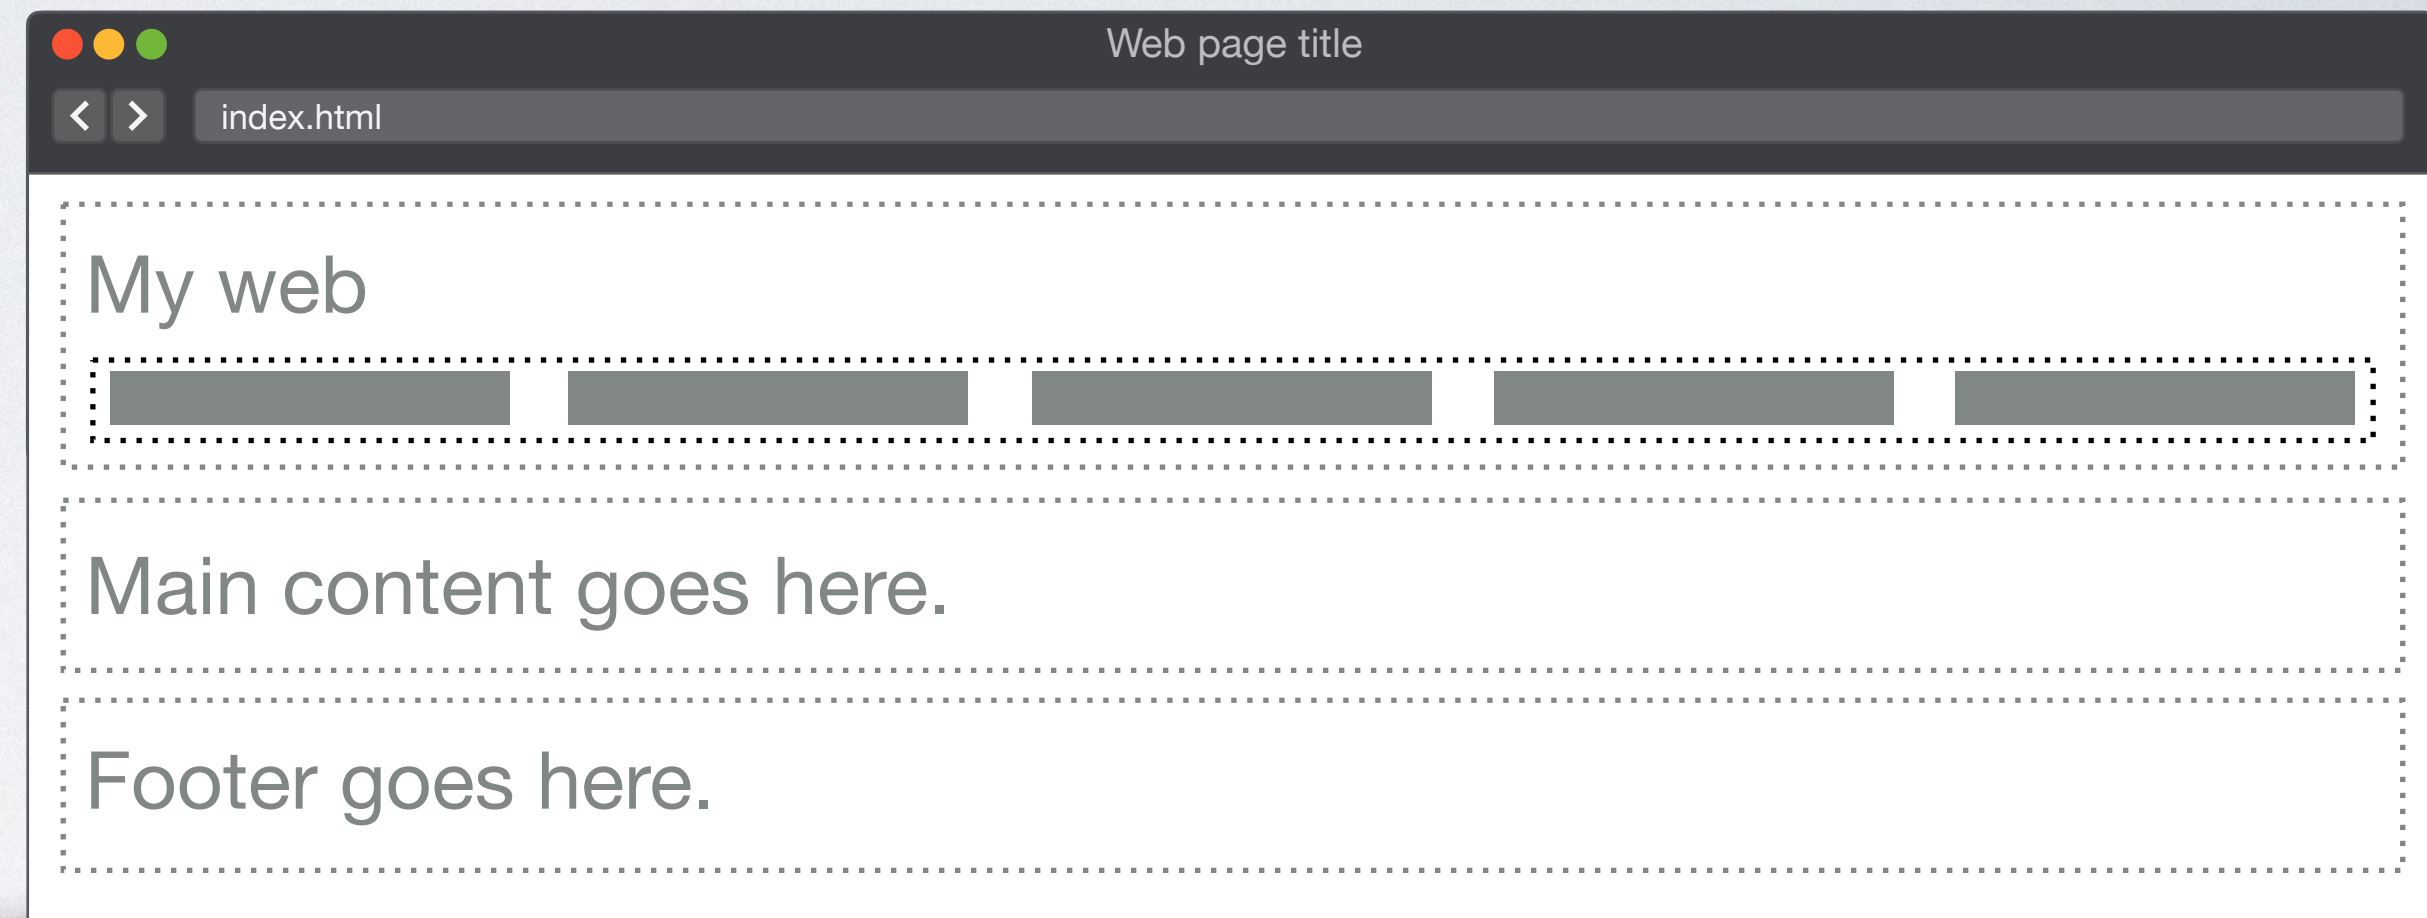 Web page title
index.html
My web
Main content goes here.
Footer goes here.